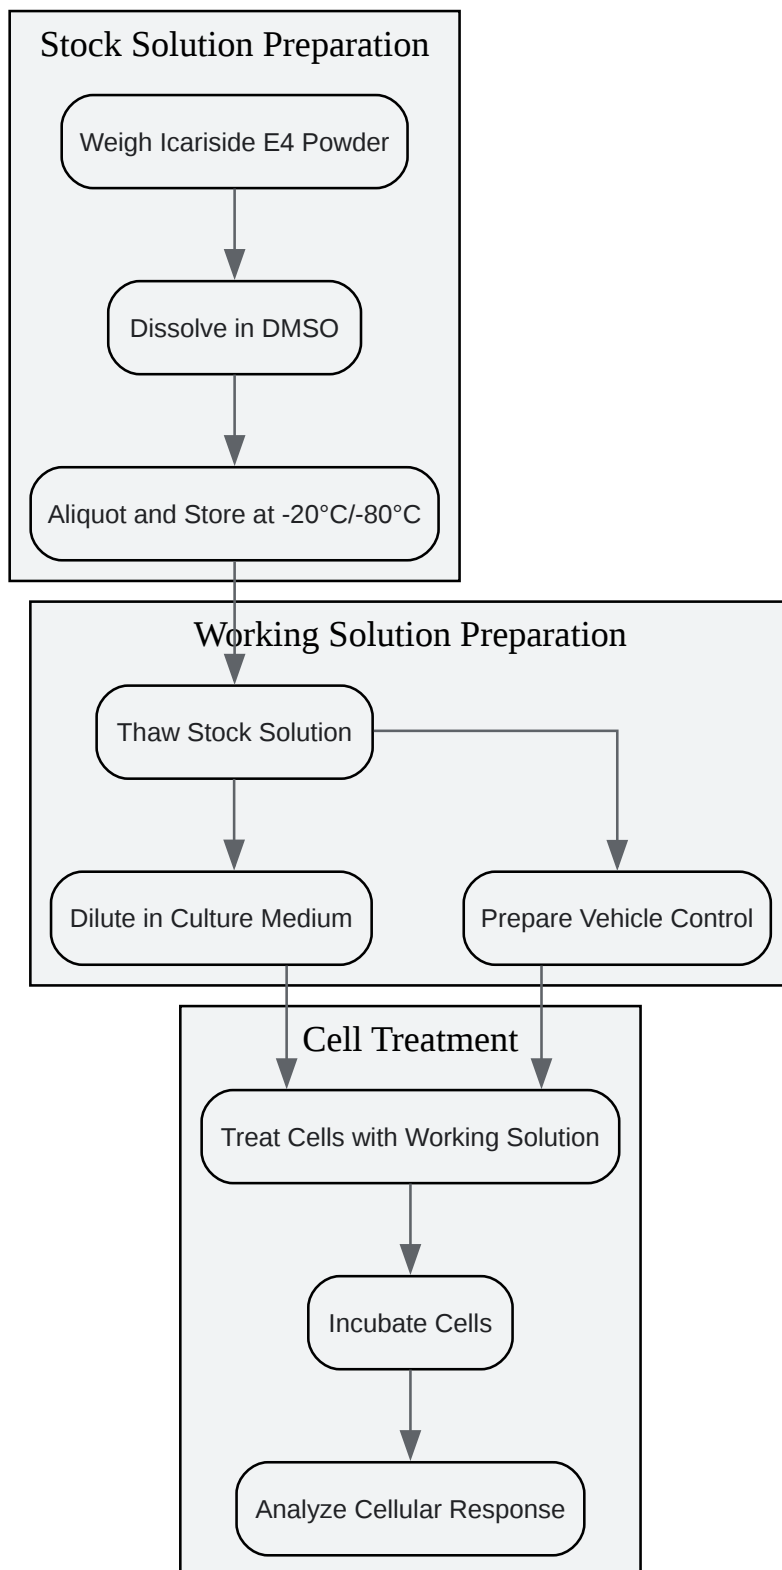 Stock Solution Preparation
Weigh Icariside E4 Powder
Dissolve in DMSO
Aliquot and Store at -20°C/-80°C
Working Solution Preparation
Thaw Stock Solution
Dilute in Culture Medium
Prepare Vehicle Control
Cell Treatment
Treat Cells with Working Solution
Incubate Cells
Analyze Cellular Response